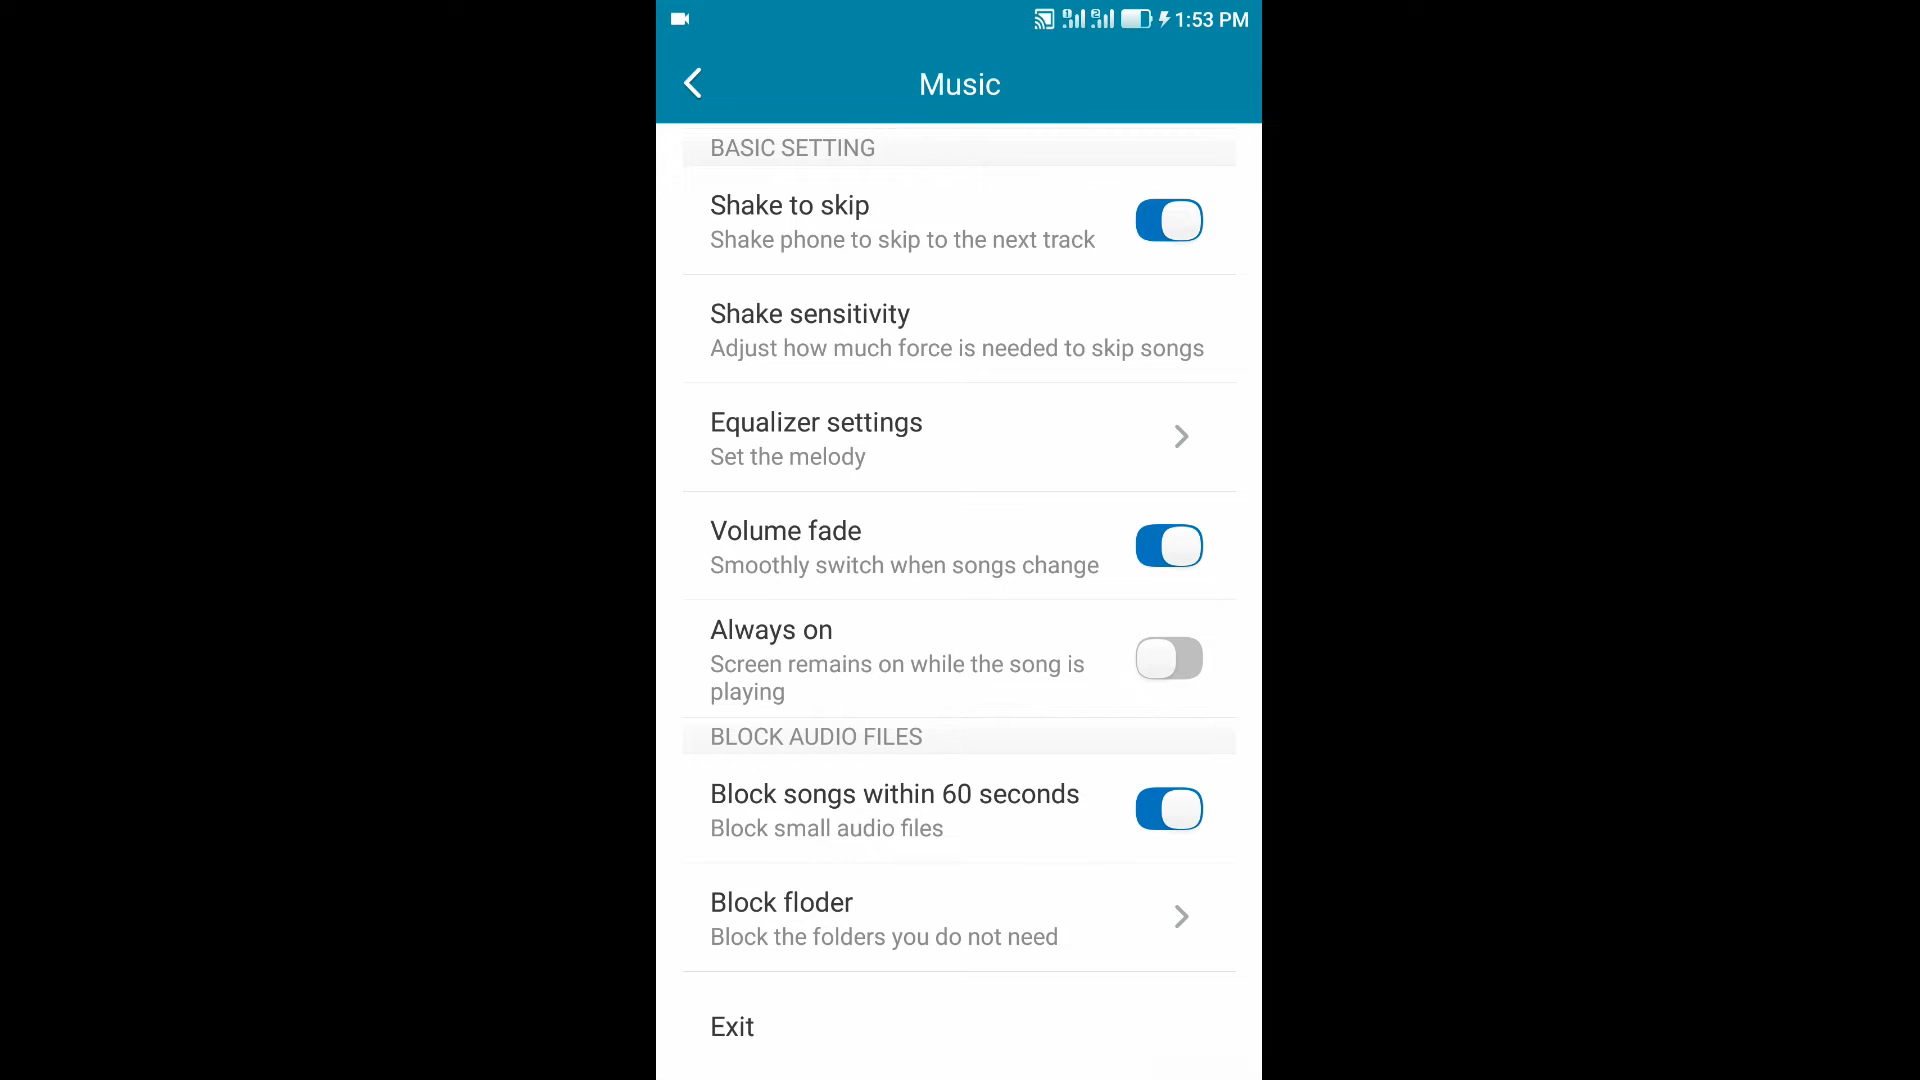 1:53 PM
Music
BASIC SETTING
Shake to skip
Shake phone to skip to the next track
Shake sensitivity
Adjust how much force is needed to skip songs
Equalizer settings
Set the melody
Volume fade
Smoothly switch when songs change
Always on
Screen remains on while the song is
playing
BLOCK AUDIO FILES
Block songs within 60 seconds
Block small audio files
Block floder
Block the folders you do not need
Exit